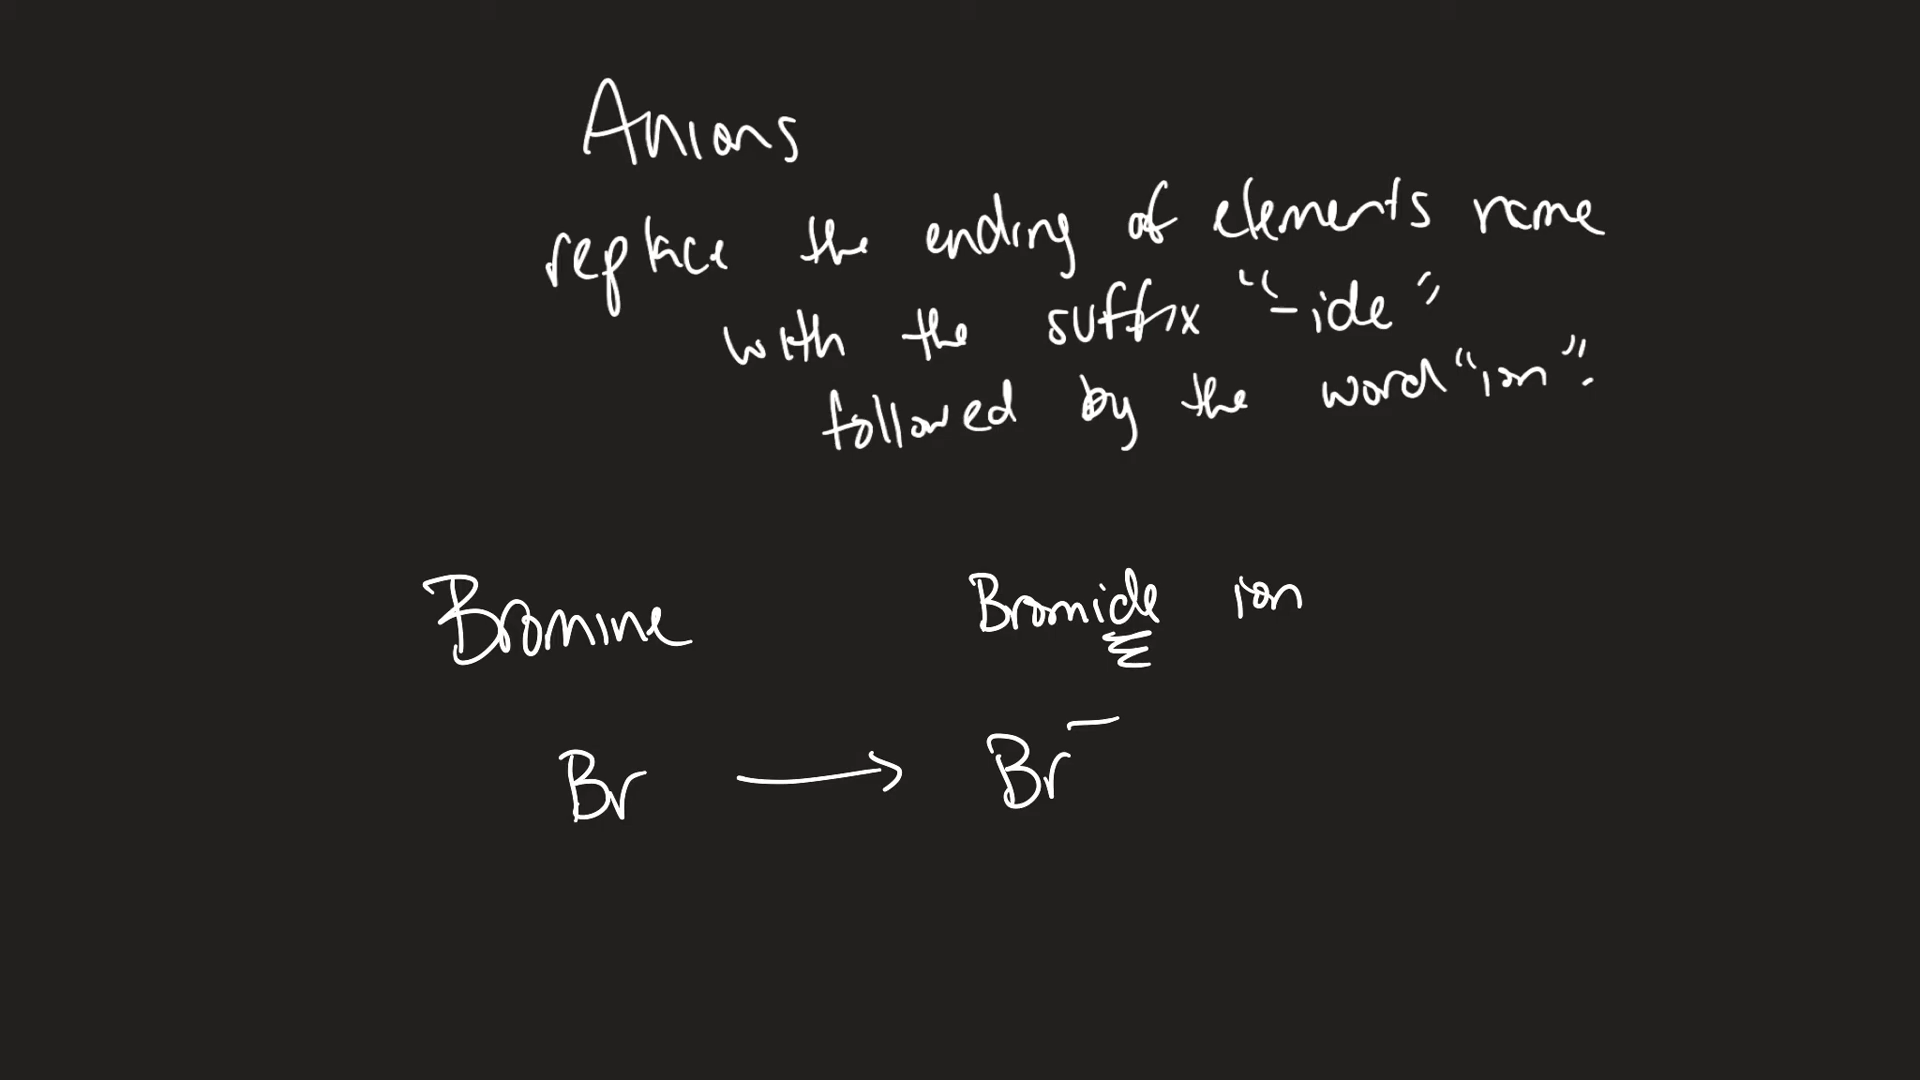 Anions
replace the ending of elements name
with the suffix "-ide"
followed by the word "ion".
Bromine Bromide ion
Br → Br⁻